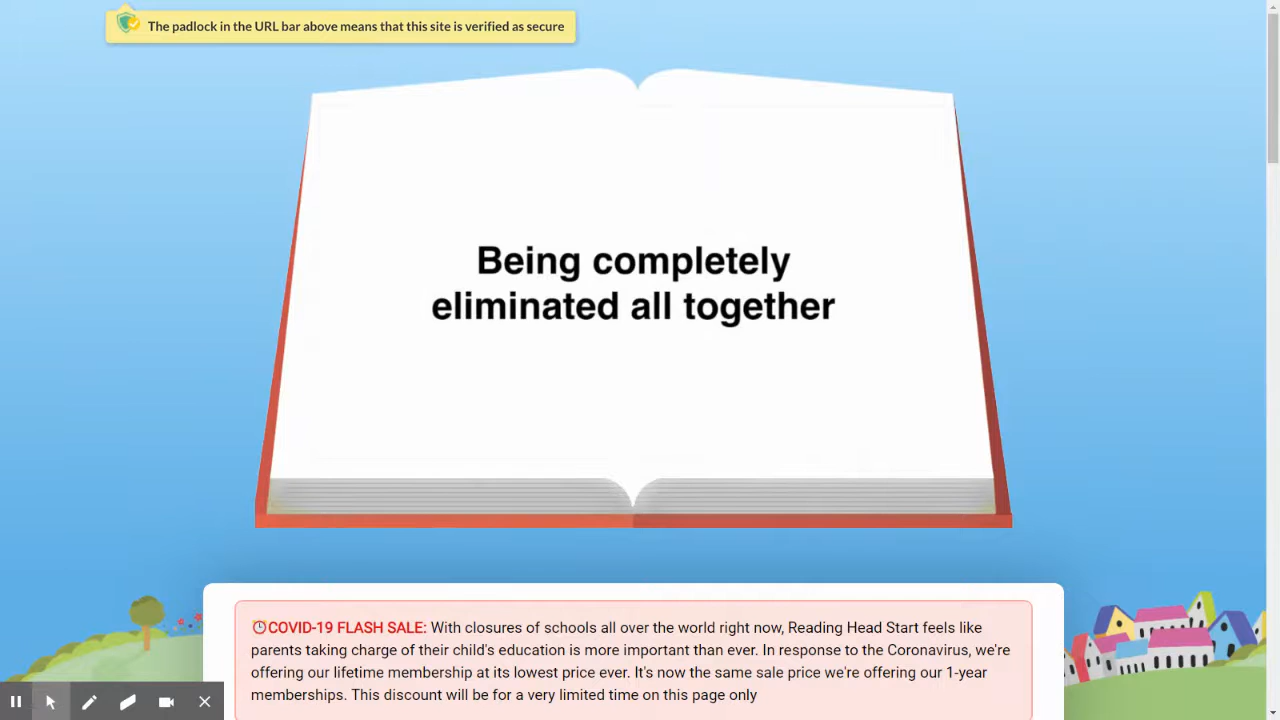 The padlock in the URL bar above means that this site is verified as secure
Being completely
eliminated all together
COVID-19 FLASH SALE: With closures of schools all over the world right now, Reading Head Start feels like
parents taking charge of their child's education is more important than ever. In response to the Coronavirus, we're
offering our lifetime membership at its lowest price ever. It's now the same sale price we're offering our 1-year
memberships. This discount will be for a very limited time on this page only